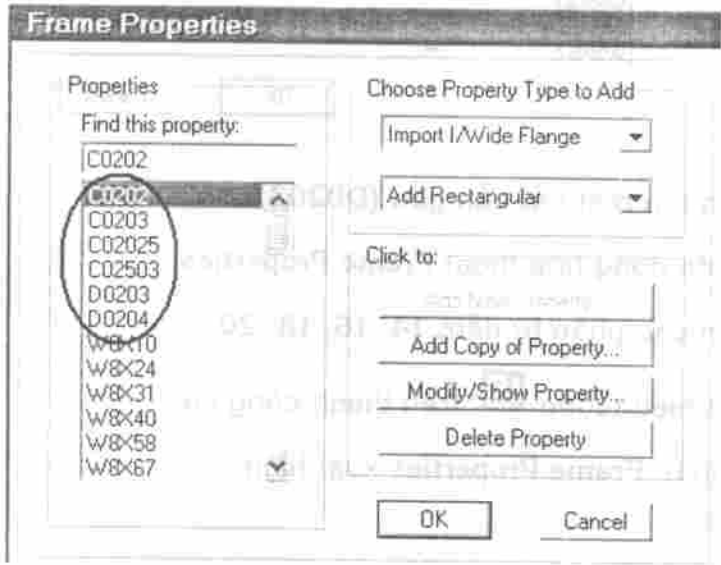 Frame Properties
Properties
Find this property:
C0202
C0202
C0203
C02025
C02503
D0203
D0204
W8X10
W8X24
W8X31
W8X40
W8X58
W8X67
Choose Property Type to Add
Import I/Wide Flange
Add Rectangular
Click to:
Add Copy of Property...
Modify/Show Property...
Delete Property
OK
Cancel